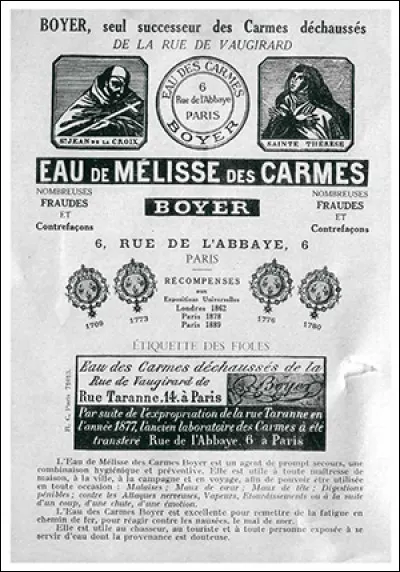 BOYER, seul successeur des Carmes déchaussés
DE LA RUE DE VAUGIRARD
ST JEAN DE LA CROIX
EAU DES CARMES
6
Rue de l'Abbaye
PARIS
BOYER
SAINTE THÉRÈSE
EAU DE MÉLISSE DES CARMES
NOMBREUSES
FRAUDES
ET
Contrefaçons
BOYER
NOMBREUSES
FRAUDES
ET
Contrefaçons
6, RUE DE L'ABBAYE, 6
PARIS
RÉCOMPENSES
aux
Expositions Universelles
Londres 1862
Paris 1878
Paris 1889
1709
1773
1776
1780
ÉTIQUETTE DES FIOLES
Eau des Carmes déchaussés de la
Rue de Vaugirard de
Rue Taranne. 14. à Paris
Boyer
Par suite de l'expropriation de la rue Taranne en
l'année 1877, l'ancien laboratoire des Carmes à été
transféré Rue de l'Abbaye. 6 à Paris
R. C. Paris
L'Eau de Mélisse des Carmes Boyer est un agent de prompt secours, une
combinaison hygiénique et préventive. Elle est utile à toute maîtresse de
maison, à la ville, à la campagne et en voyage, afin de pouvoir être utilisée
en toute occasion : Malaises ; Maux de cœur ; Maux de tête ; Digestions
pénibles ; contre les Attaques nerveuses, Vapeurs, Etourdissements ou à la suite
d'un coup, d'une chute, d'une émotion.
L'Eau des Carmes Boyer est excellente pour remettre de la fatigue en
chemin de fer, pour réagir contre les nausées, le mal de mer.
Elle est utile au chasseur, au touriste et à toute personne exposée à se
servir d'eau dont la provenance est douteuse.